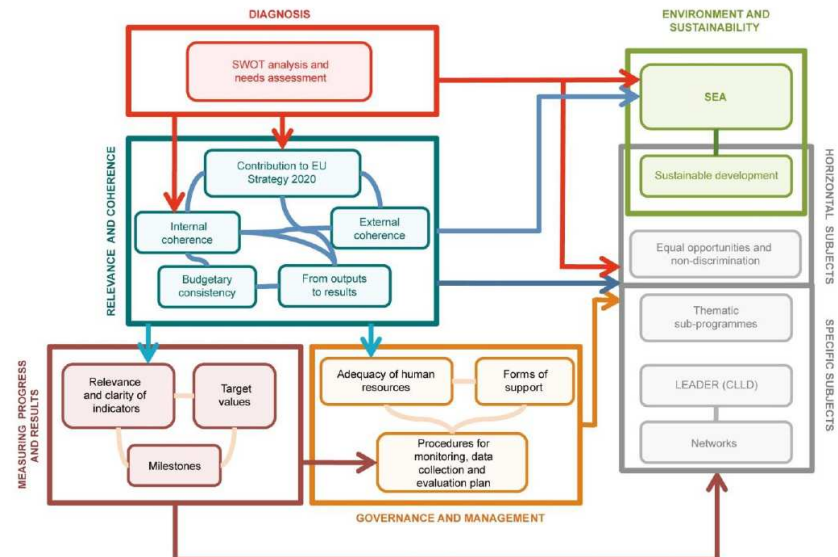 DIAGNOSIS
ENVIRONMENT AND
SUSTAINABILITY
SWOT analysis and
needs assessment
SEA
RELEVANCE AND COHERENCE
Contribution to EU
Strategy 2020
Internal
coherence
External
coherence
Budgetary
consistency
From outputs
to results
Sustainable development
HORIZONTAL SUBJECTS
Equal opportunities and
non-discrimination
SPECIFIC SUBJECTS
Thematic
sub-programmes
LEADER (CLLD)
Networks
MEASURING PROGRESS
AND RESULTS
Relevance
and clarity of
indicators
Target
values
Milestones
Adequacy of human
resources
Forms of
support
Procedures for
monitoring, data
collection and
evaluation plan
GOVERNANCE AND MANAGEMENT